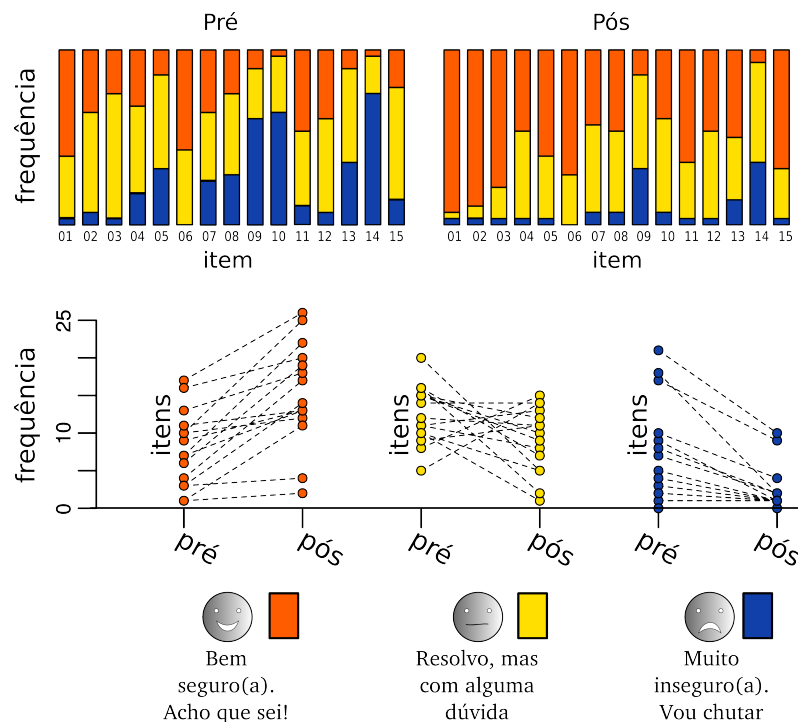 Pré Pós
frequência
01 02 03 04 05 06 07 08 09 10 11 12 13 14 15 01 02 03 04 05 06 07 08 09 10 11 12 13 14 15
item item
frequência
25
10
0
itens itens itens
pré pós pré pós pré pós
Bem Resolvo, mas Muito
seguro(a). com alguma inseguro(a).
Acho que sei! dúvida Vou chutar